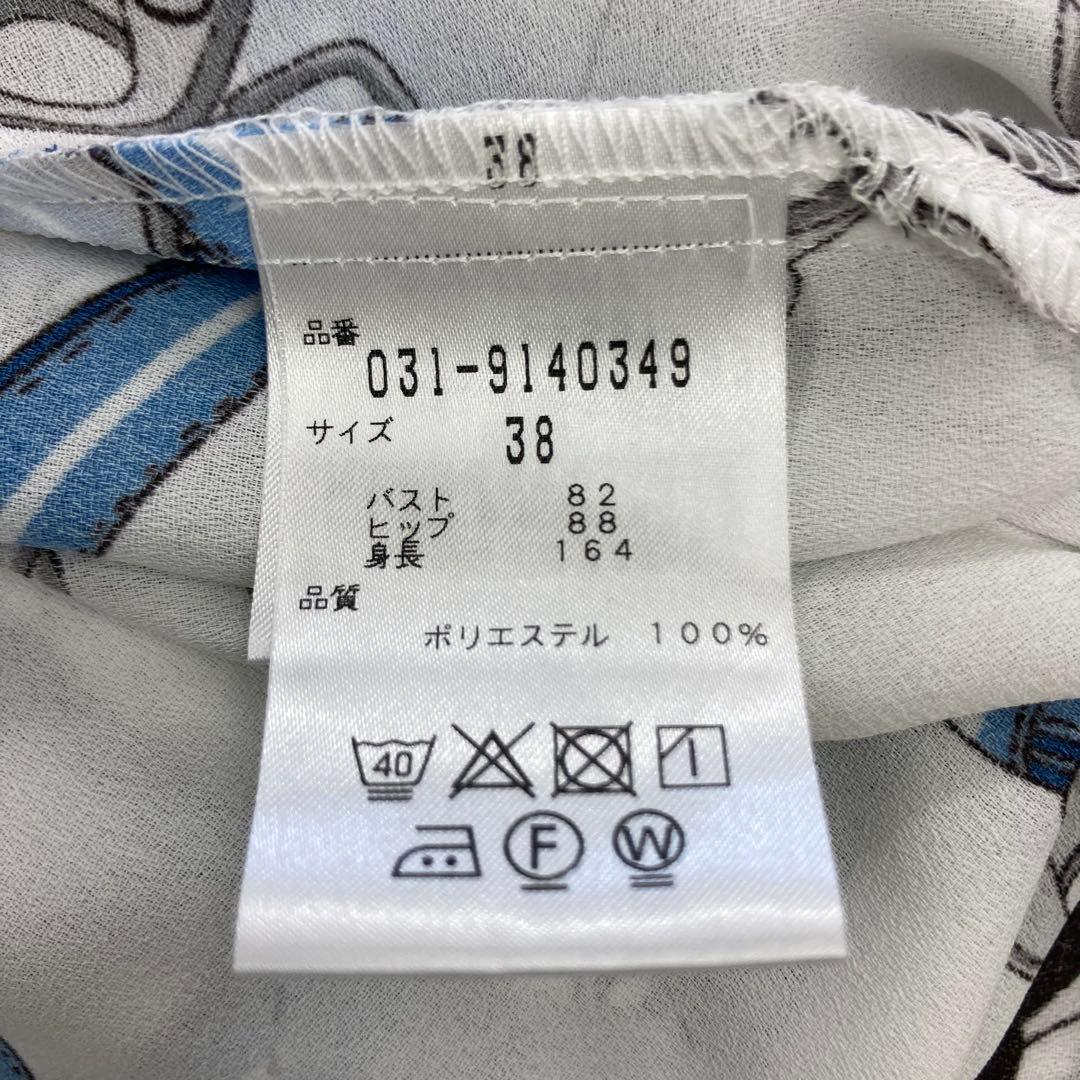 38
品番
031-9140349
サイズ 38
バスト 82
ヒップ 88
身長 164
品質
ポリエステル 100%
40
F W